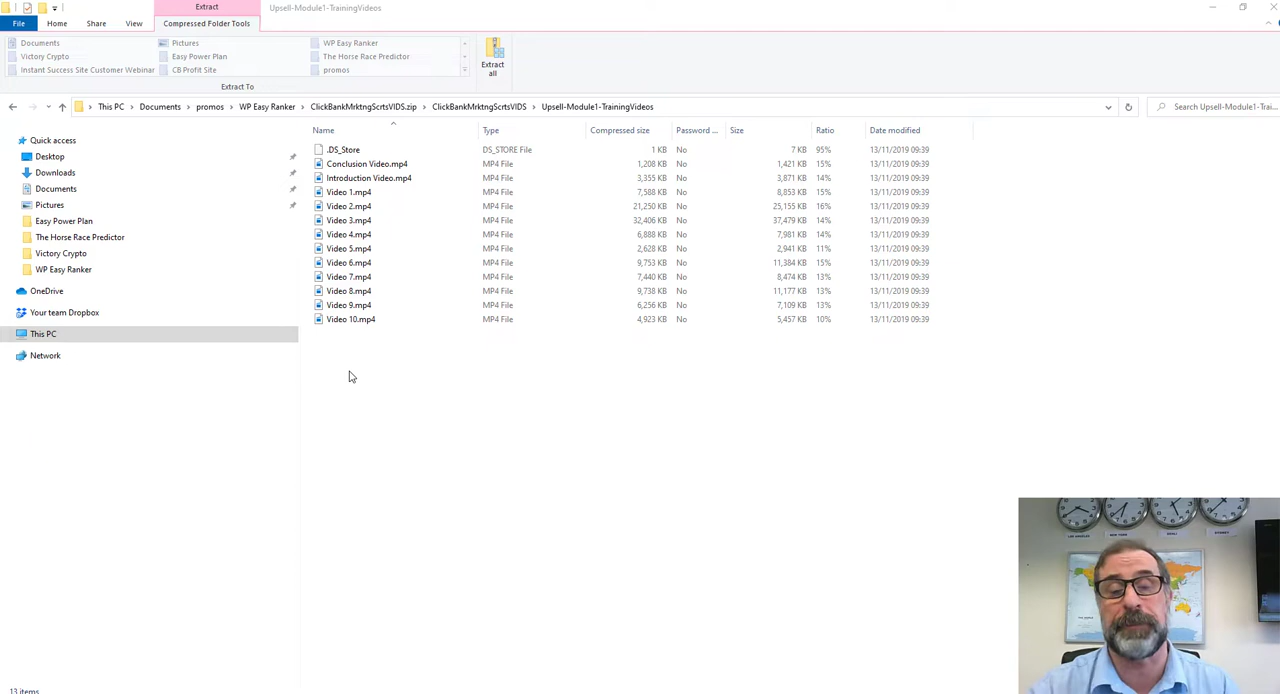 Extract
Upsell-Module1-TrainingVideos
File Home Share View Compressed Folder Tools
Documents Pictures WP Easy Ranker
Victory Crypto Easy Power Plan The Horse Race Predictor
Instant Success Site Customer Webinar CB Profit Site promos
Extract all
Extract To
This PC > Documents > promos > WP Easy Ranker > ClickBankMrktngScrtsVIDS.zip > ClickBankMrktngScrtsVIDS > Upsell-Module1-TrainingVideos Search Upsell-Module1-Trai...
Name Type Compressed size Password ... Size Ratio Date modified
.DS_Store DS_STORE File 1 KB No 7 KB 95% 13/11/2019 09:39
Conclusion Video.mp4 MP4 File 1,208 KB No 1,421 KB 15% 13/11/2019 09:39
Introduction Video.mp4 MP4 File 3,355 KB No 3,871 KB 14% 13/11/2019 09:39
Video 1.mp4 MP4 File 7,588 KB No 8,853 KB 15% 13/11/2019 09:39
Video 2.mp4 MP4 File 21,250 KB No 25,155 KB 16% 13/11/2019 09:39
Video 3.mp4 MP4 File 32,406 KB No 37,479 KB 14% 13/11/2019 09:39
Video 4.mp4 MP4 File 6,888 KB No 7,981 KB 14% 13/11/2019 09:39
Video 5.mp4 MP4 File 2,628 KB No 2,941 KB 11% 13/11/2019 09:39
Video 6.mp4 MP4 File 9,753 KB No 11,384 KB 15% 13/11/2019 09:39
Video 7.mp4 MP4 File 7,440 KB No 8,474 KB 13% 13/11/2019 09:39
Video 8.mp4 MP4 File 9,738 KB No 11,177 KB 13% 13/11/2019 09:39
Video 9.mp4 MP4 File 6,256 KB No 7,109 KB 13% 13/11/2019 09:39
Video 10.mp4 MP4 File 4,923 KB No 5,457 KB 10% 13/11/2019 09:39
Quick access
Desktop
Downloads
Documents
Pictures
Easy Power Plan
The Horse Race Predictor
Victory Crypto
WP Easy Ranker
OneDrive
Your team Dropbox
This PC
Network
LOS ANGELES NEW YORK SYDNEY
13 items